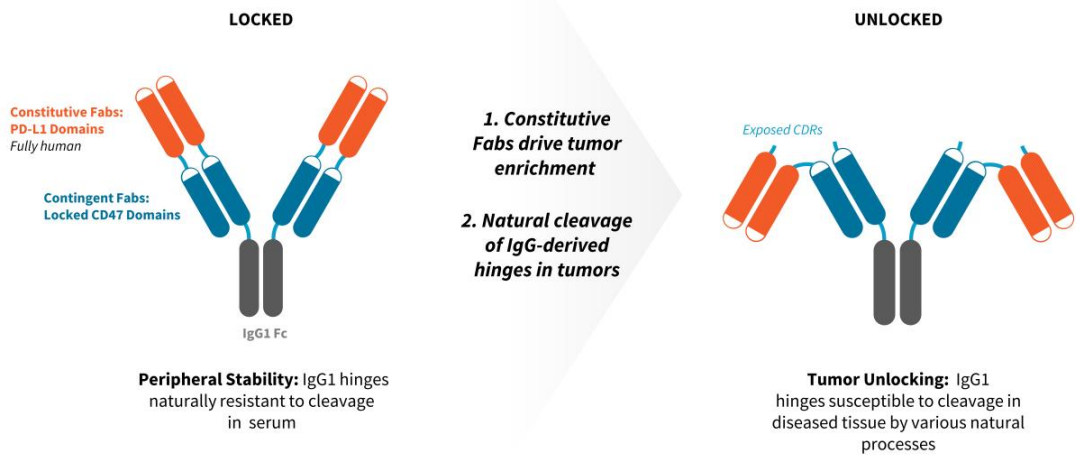 LOCKED
Constitutive Fabs:
PD-L1 Domains
Fully human
Contingent Fabs:
Locked CD47 Domains
IgG1 Fc
Peripheral Stability: IgG1 hinges
naturally resistant to cleavage
in serum
1. Constitutive
Fabs drive tumor
enrichment
2. Natural cleavage
of IgG-derived
hinges in tumors
UNLOCKED
Exposed CDRs
Tumor Unlocking: IgG1
hinges susceptible to cleavage in
diseased tissue by various natural
processes